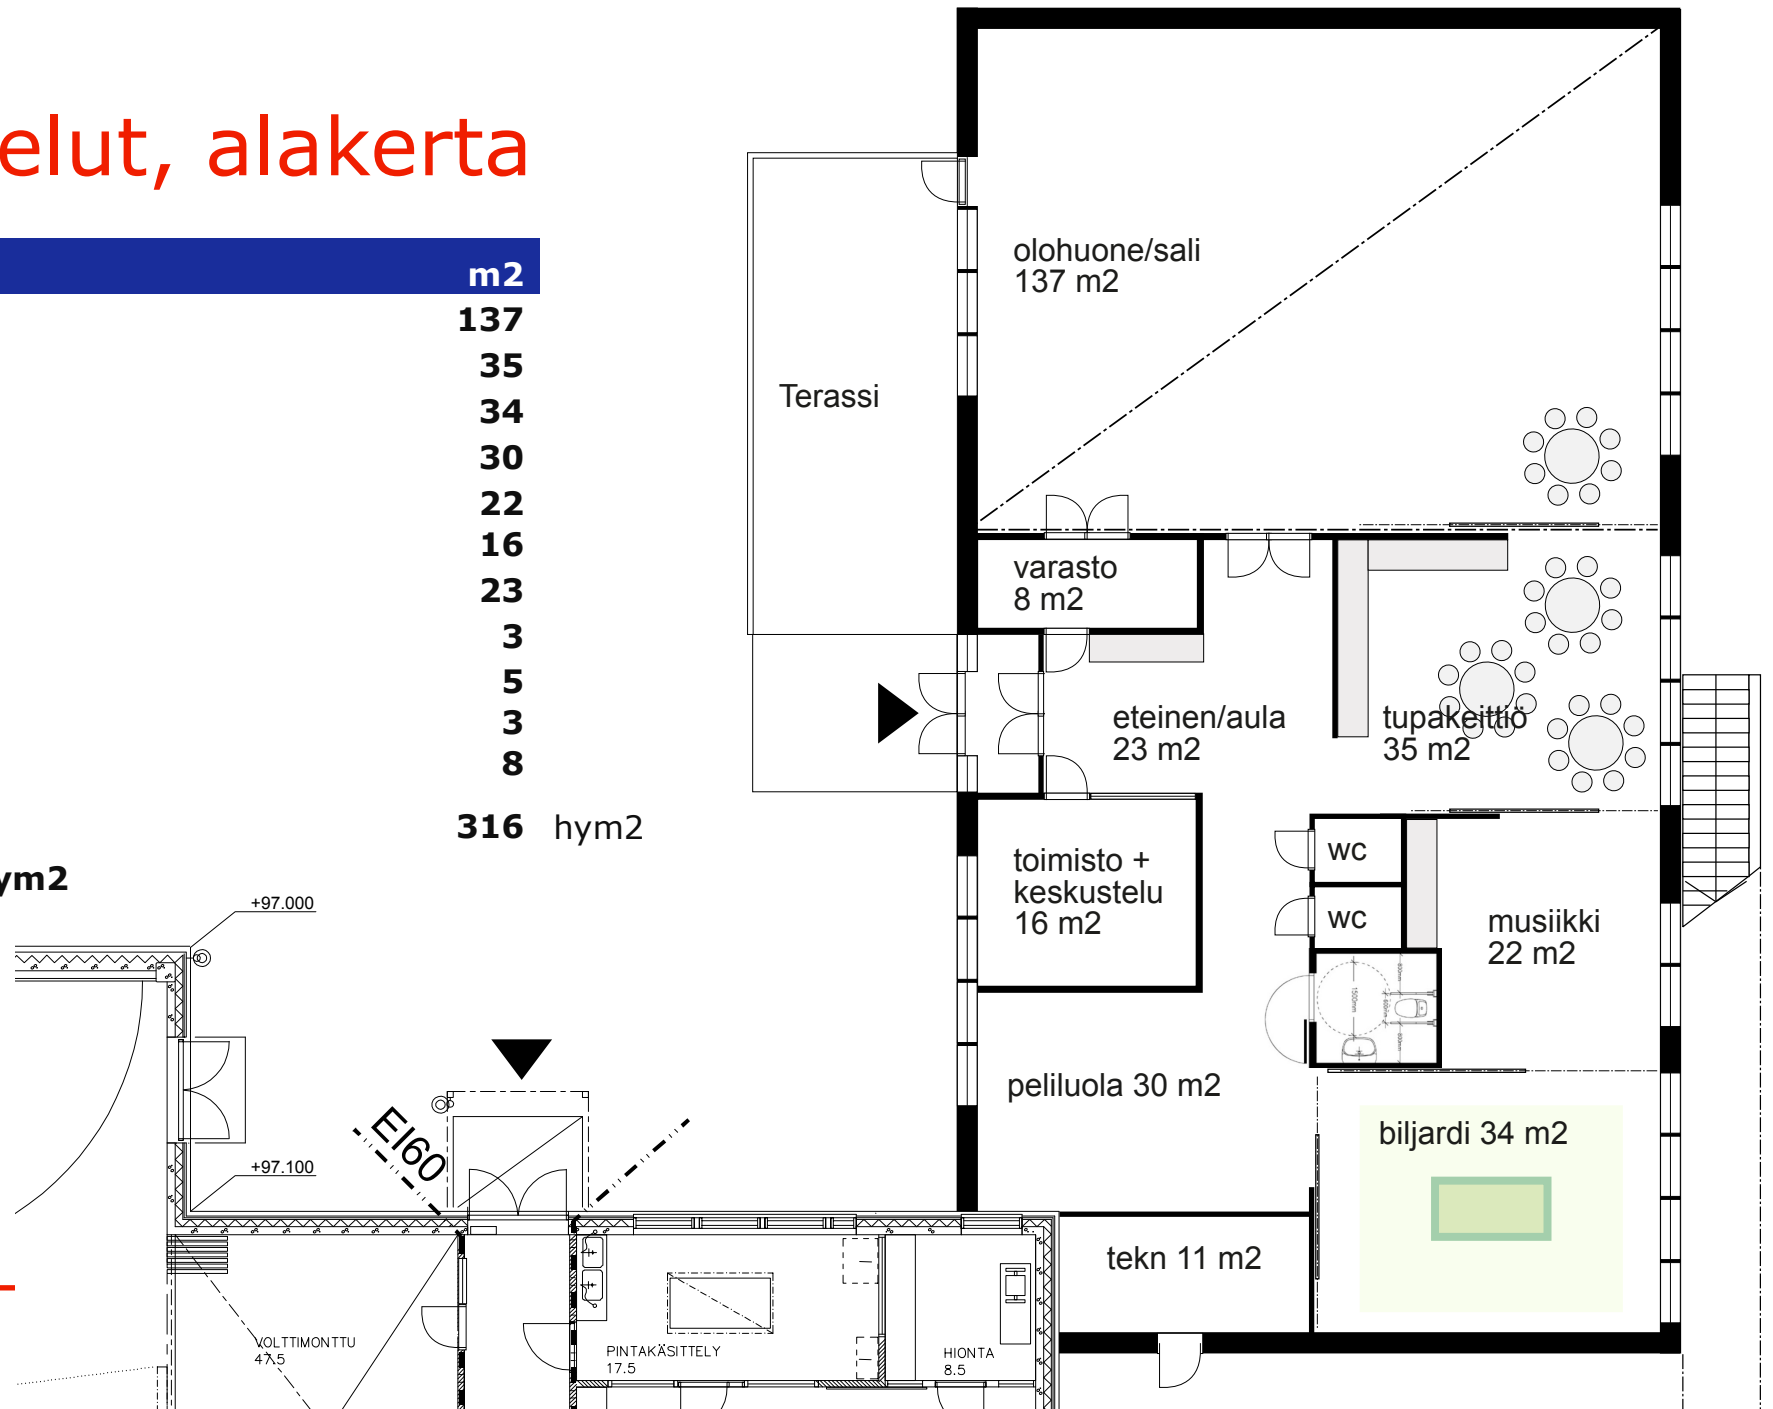 elut, alakerta
m2
137
35
34
30
22
16
23
3
5
3
8
316 hym2
ym2
olohuone/sali
137 m2
Terassi
varasto
8 m2
eteinen/aula
23 m2
tupakeittiö
35 m2
toimisto +
keskustelu
16 m2
wc
wc
musiikki
22 m2
1500mm
peliluola 30 m2
biljardi 34 m2
tekn 11 m2
+97.000
+97.100
EI60
VOLTTIMONTTU
47.5
PINTAKÄSITTELY
17.5
HIONTA
8.5